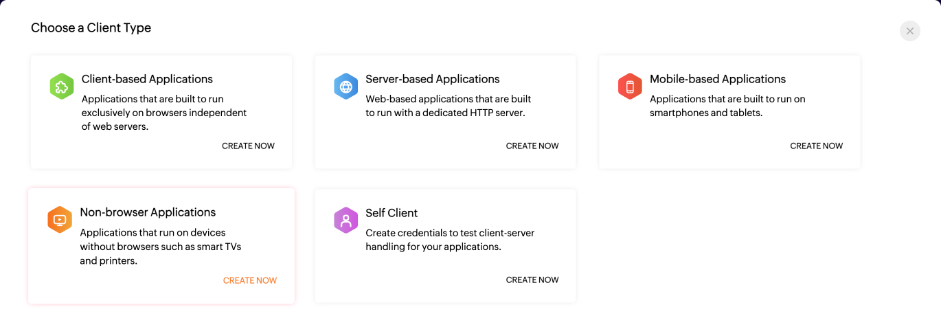 Choose a Client Type
Client-based Applications
Applications that are built to run
exclusively on browsers independent
of web servers.
CREATE NOW
Server-based Applications
Web-based applications that are built
to run with a dedicated HTTP server.
CREATE NOW
Mobile-based Applications
Applications that are built to run on
smartphones and tablets.
CREATE NOW
Non-browser Applications
Applications that run on devices
without browsers such as smart TVs
and printers.
CREATE NOW
Self Client
Create credentials to test client-server
handling for your applications.
CREATE NOW